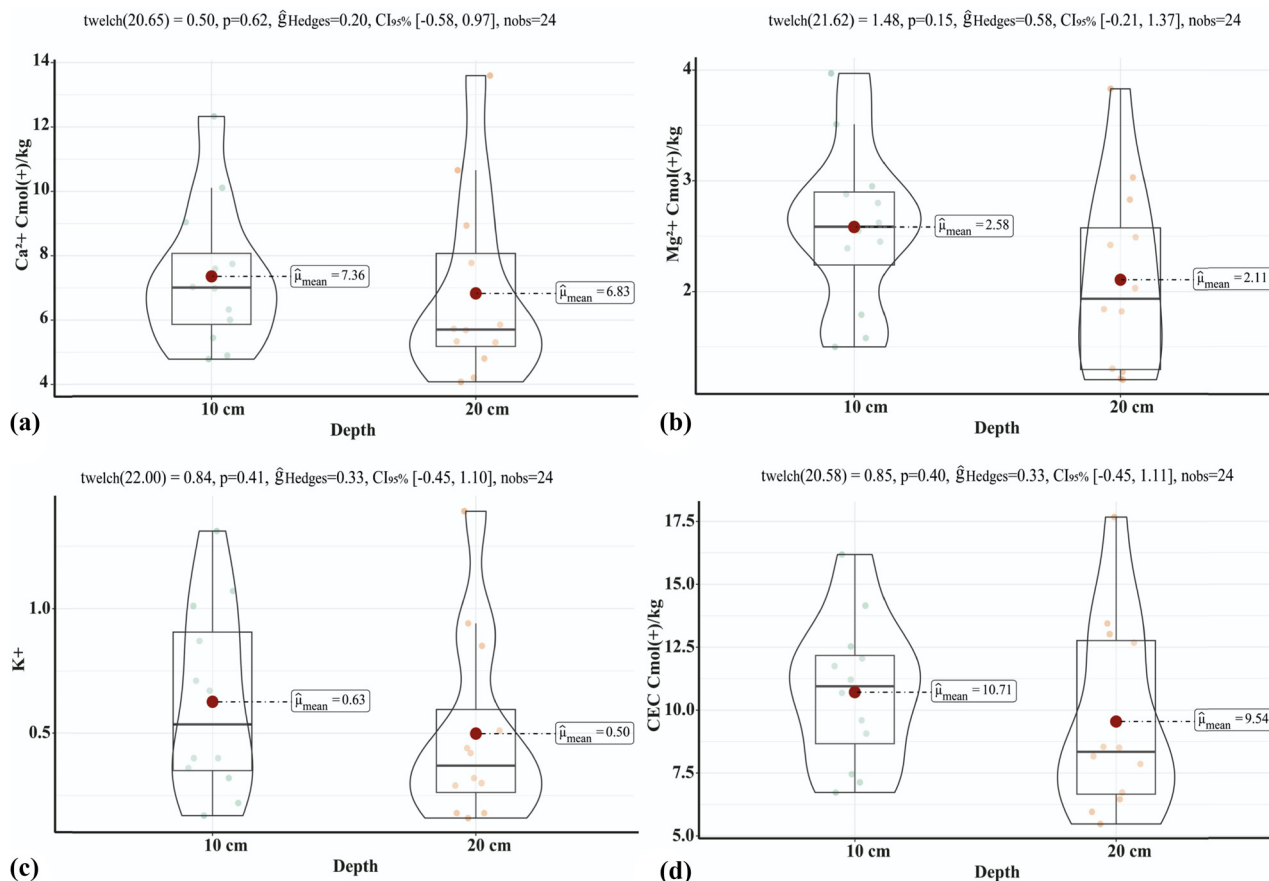 twelch(20.65) = 0.50, p=0.62, ĝHedges=0.20, CI95% [-0.58, 0.97], nobs=24
14
12
10
8
6
4
Ca²+ Cmol(+)/kg
μ̂mean = 7.36
μ̂mean = 6.83
10 cm
20 cm
Depth
(a)
twelch(21.62) = 1.48, p=0.15, ĝHedges=0.58, CI95% [-0.21, 1.37], nobs=24
4
3
2
Mg²+ Cmol(+)/kg
μ̂mean = 2.58
μ̂mean = 2.11
10 cm
20 cm
Depth
(b)
twelch(22.00) = 0.84, p=0.41, ĝHedges=0.33, CI95% [-0.45, 1.10], nobs=24
1.0
0.5
K+
μ̂mean = 0.63
μ̂mean = 0.50
10 cm
20 cm
Depth
(c)
twelch(20.58) = 0.85, p=0.40, ĝHedges=0.33, CI95% [-0.45, 1.11], nobs=24
17.5
15.0
12.5
10.0
7.5
5.0
CEC Cmol(+)/kg
μ̂mean = 10.71
μ̂mean = 9.54
10 cm
20 cm
Depth
(d)